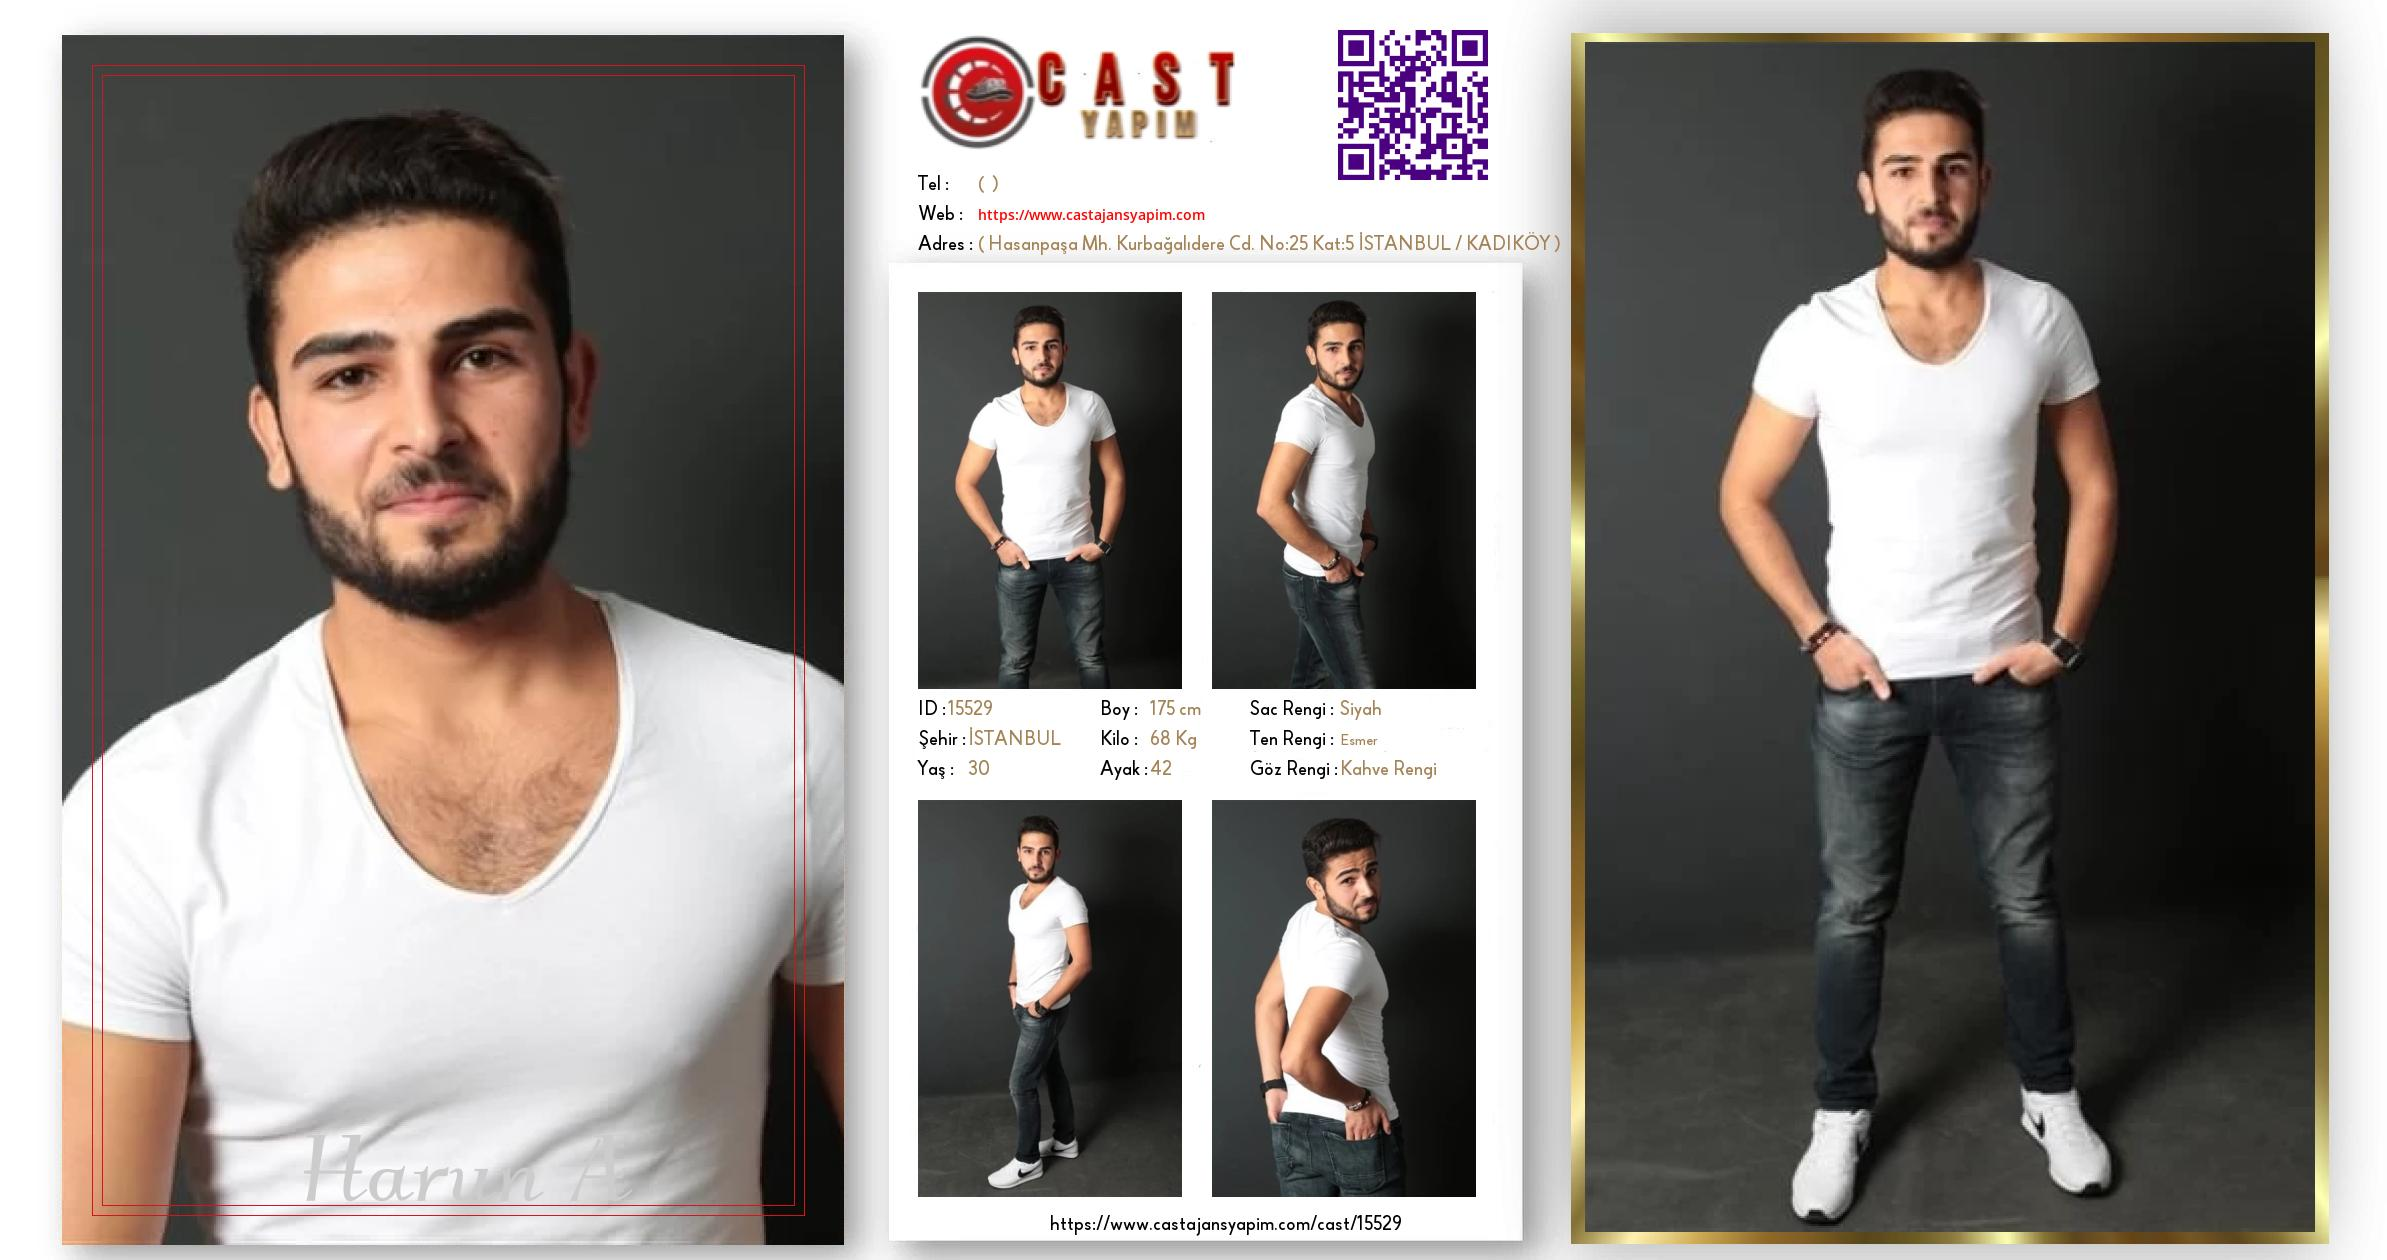 Harun A
CAST
YAPIM
Tel : ( )
Web : https://www.castajansyapim.com
Adres : ( Hasanpaşa Mh. Kurbağalıdere Cd. No:25 Kat:5 İSTANBUL / KADIKÖY )
ID : 15529 Boy : 175 cm Sac Rengi : Siyah
Şehir : İSTANBUL Kilo : 68 Kg Ten Rengi : Esmer
Yaş : 30 Ayak : 42 Göz Rengi : Kahve Rengi
https://www.castajansyapim.com/cast/15529